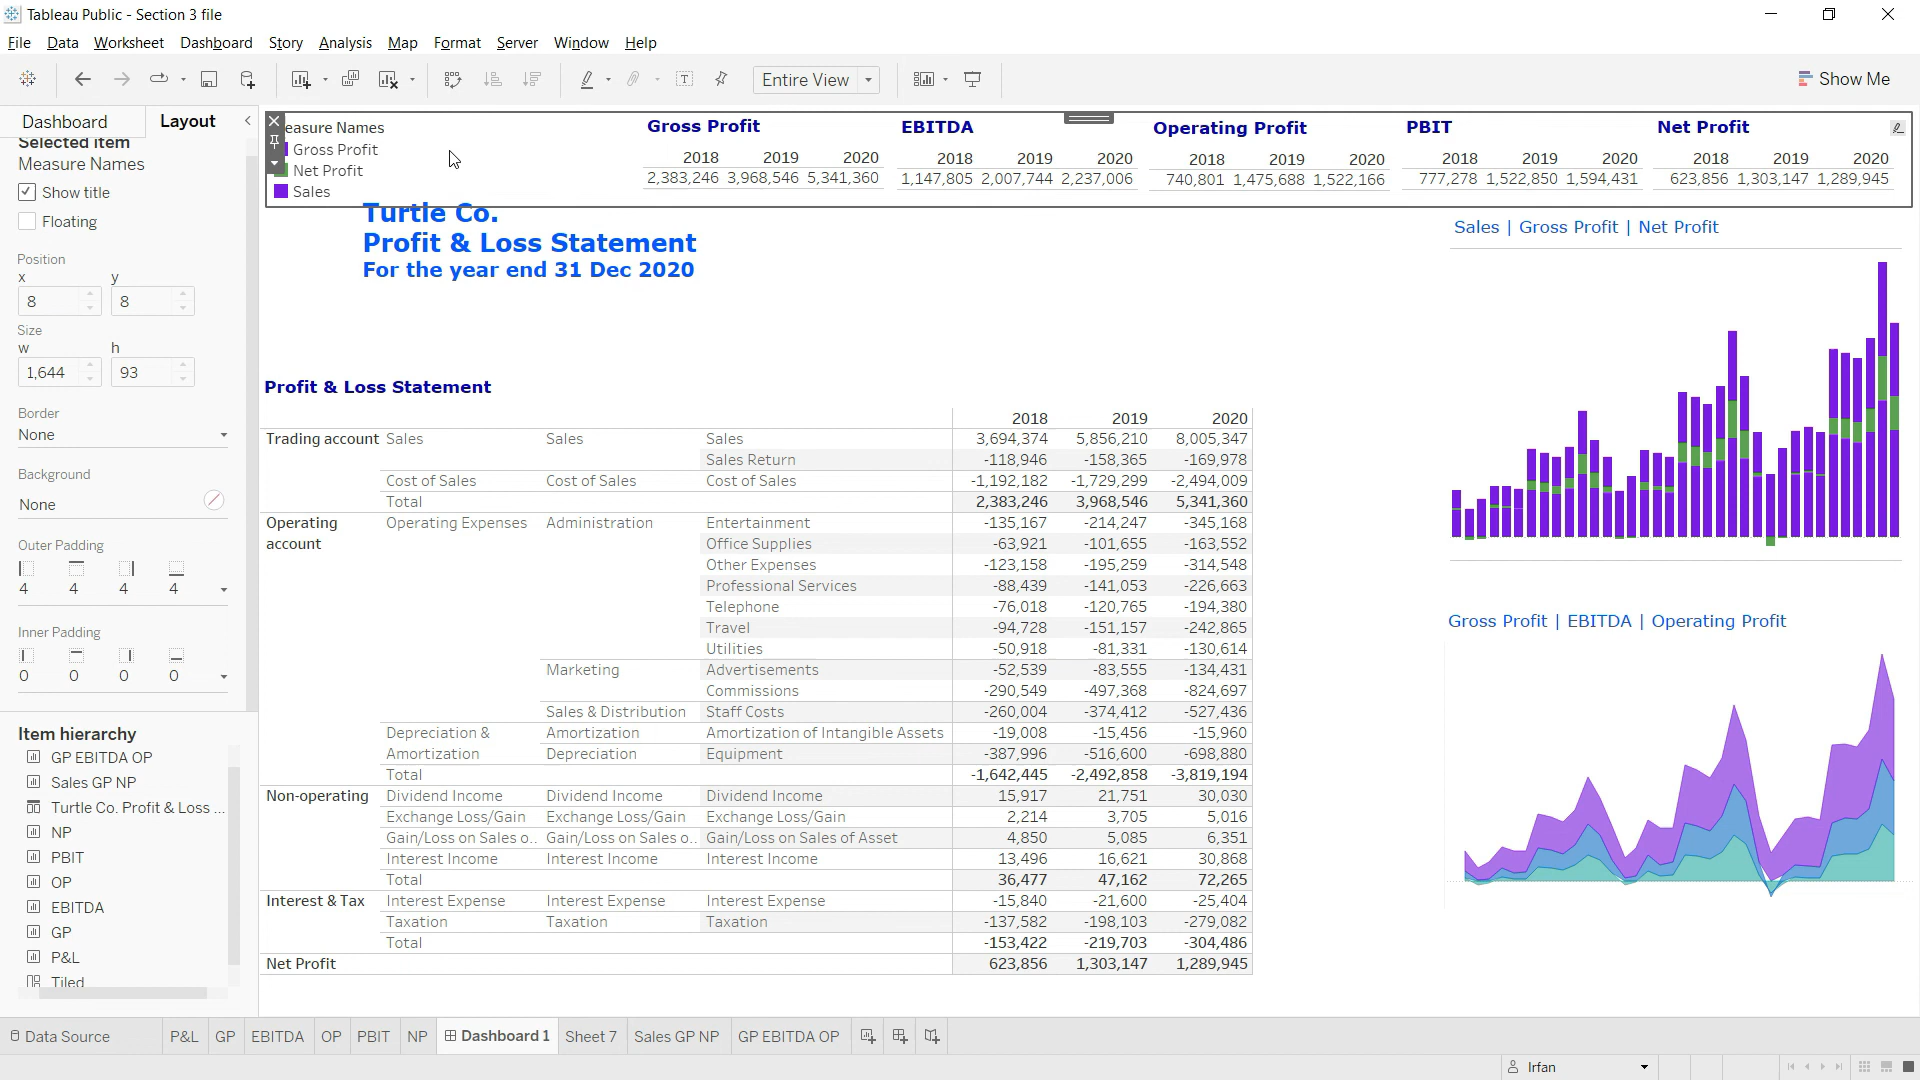 Tableau Public - Section 3 file
File Data Worksheet Dashboard Story Analysis Map Format Server Window Help
Entire View
Show Me
Dashboard Layout
Selected item
Measure Names
Show title
Floating
Position
x y
8 8
Size
w h
1,644 93
Border
None
Background
None
Outer Padding
4 4 4 4
Inner Padding
0 0 0 0
Item hierarchy
GP EBITDA OP
Sales GP NP
Turtle Co. Profit & Loss ...
NP
PBIT
OP
EBITDA
GP
P&L
Tiled
easure Names
Gross Profit
Net Profit
Sales
Gross Profit
2018 2019 2020
2,383,246 3,968,546 5,341,360
EBITDA
2018 2019 2020
1,147,805 2,007,744 2,237,006
Operating Profit
2018 2019 2020
740,801 1,475,688 1,522,166
PBIT
2018 2019 2020
777,278 1,522,850 1,594,431
Net Profit
2018 2019 2020
623,856 1,303,147 1,289,945
Turtle Co.
Profit & Loss Statement
For the year end 31 Dec 2020
Profit & Loss Statement
2018 2019 2020
Trading account Sales Sales Sales 3,694,374 5,856,210 8,005,347
Sales Return -118,946 -158,365 -169,978
Cost of Sales Cost of Sales Cost of Sales -1,192,182 -1,729,299 -2,494,009
Total 2,383,246 3,968,546 5,341,360
Operating Operating Expenses Administration Entertainment -135,167 -214,247 -345,168
account Office Supplies -63,921 -101,655 -163,552
Other Expenses -123,158 -195,259 -314,548
Professional Services -88,439 -141,053 -226,663
Telephone -76,018 -120,765 -194,380
Travel -94,728 -151,157 -242,865
Utilities -50,918 -81,331 -130,614
Marketing Advertisements -52,539 -83,555 -134,431
Commissions -290,549 -497,368 -824,697
Sales & Distribution Staff Costs -260,004 -374,412 -527,436
Depreciation & Amortization Amortization of Intangible Assets -19,008 -15,456 -15,960
Amortization Depreciation Equipment -387,996 -516,600 -698,880
Total -1,642,445 -2,492,858 -3,819,194
Non-operating Dividend Income Dividend Income Dividend Income 15,917 21,751 30,030
Exchange Loss/Gain Exchange Loss/Gain Exchange Loss/Gain 2,214 3,705 5,016
Gain/Loss on Sales o.. Gain/Loss on Sales o.. Gain/Loss on Sales of Asset 4,850 5,085 6,351
Interest Income Interest Income Interest Income 13,496 16,621 30,868
Total 36,477 47,162 72,265
Interest & Tax Interest Expense Interest Expense Interest Expense -15,840 -21,600 -25,404
Taxation Taxation Taxation -137,582 -198,103 -279,082
Total -153,422 -219,703 -304,486
Net Profit 623,856 1,303,147 1,289,945
Sales | Gross Profit | Net Profit
Gross Profit | EBITDA | Operating Profit
Data Source P&L GP EBITDA OP PBIT NP Dashboard 1 Sheet 7 Sales GP NP GP EBITDA OP
Irfan